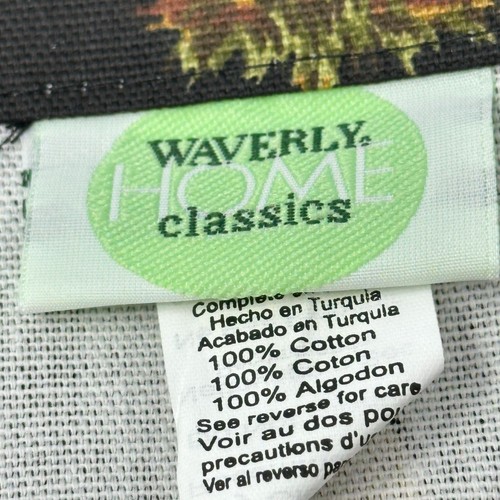 WAVERLY
HOME
classics
Hecho en Turquia
Acabado en Turquia
100% Cotton
100% Coton
100% Algodon
See reverse for care
Voir au dos
precautions
Ver al reverso